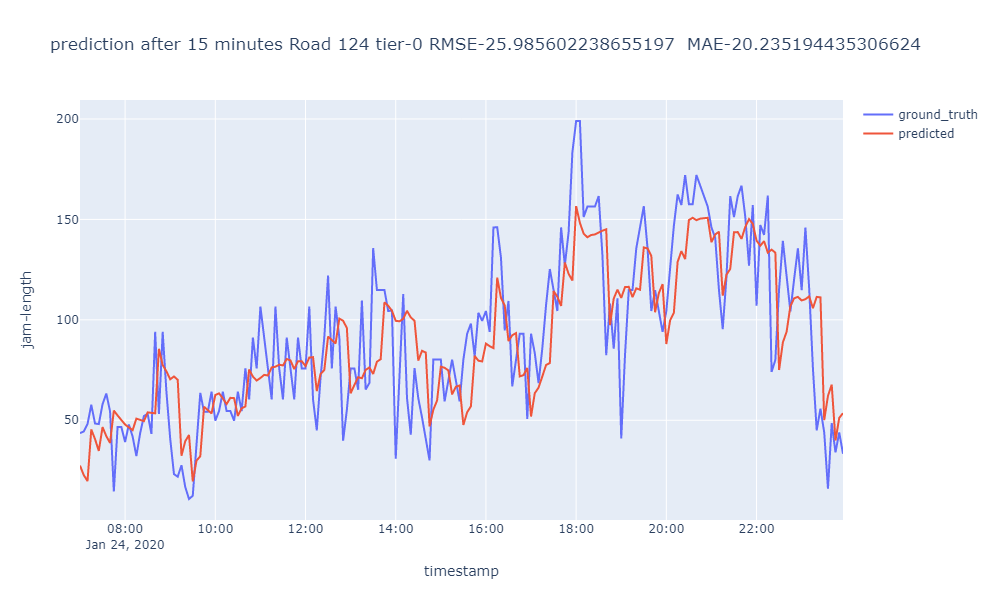 prediction after 15 minutes Road 124 tier-0 RMSE-25.985602238655197  MAE-20.235194435306624
ground_truth
predicted
jam-length
200
150
100
50
08:00 10:00 12:00 14:00 16:00 18:00 20:00 22:00
Jan 24, 2020
timestamp